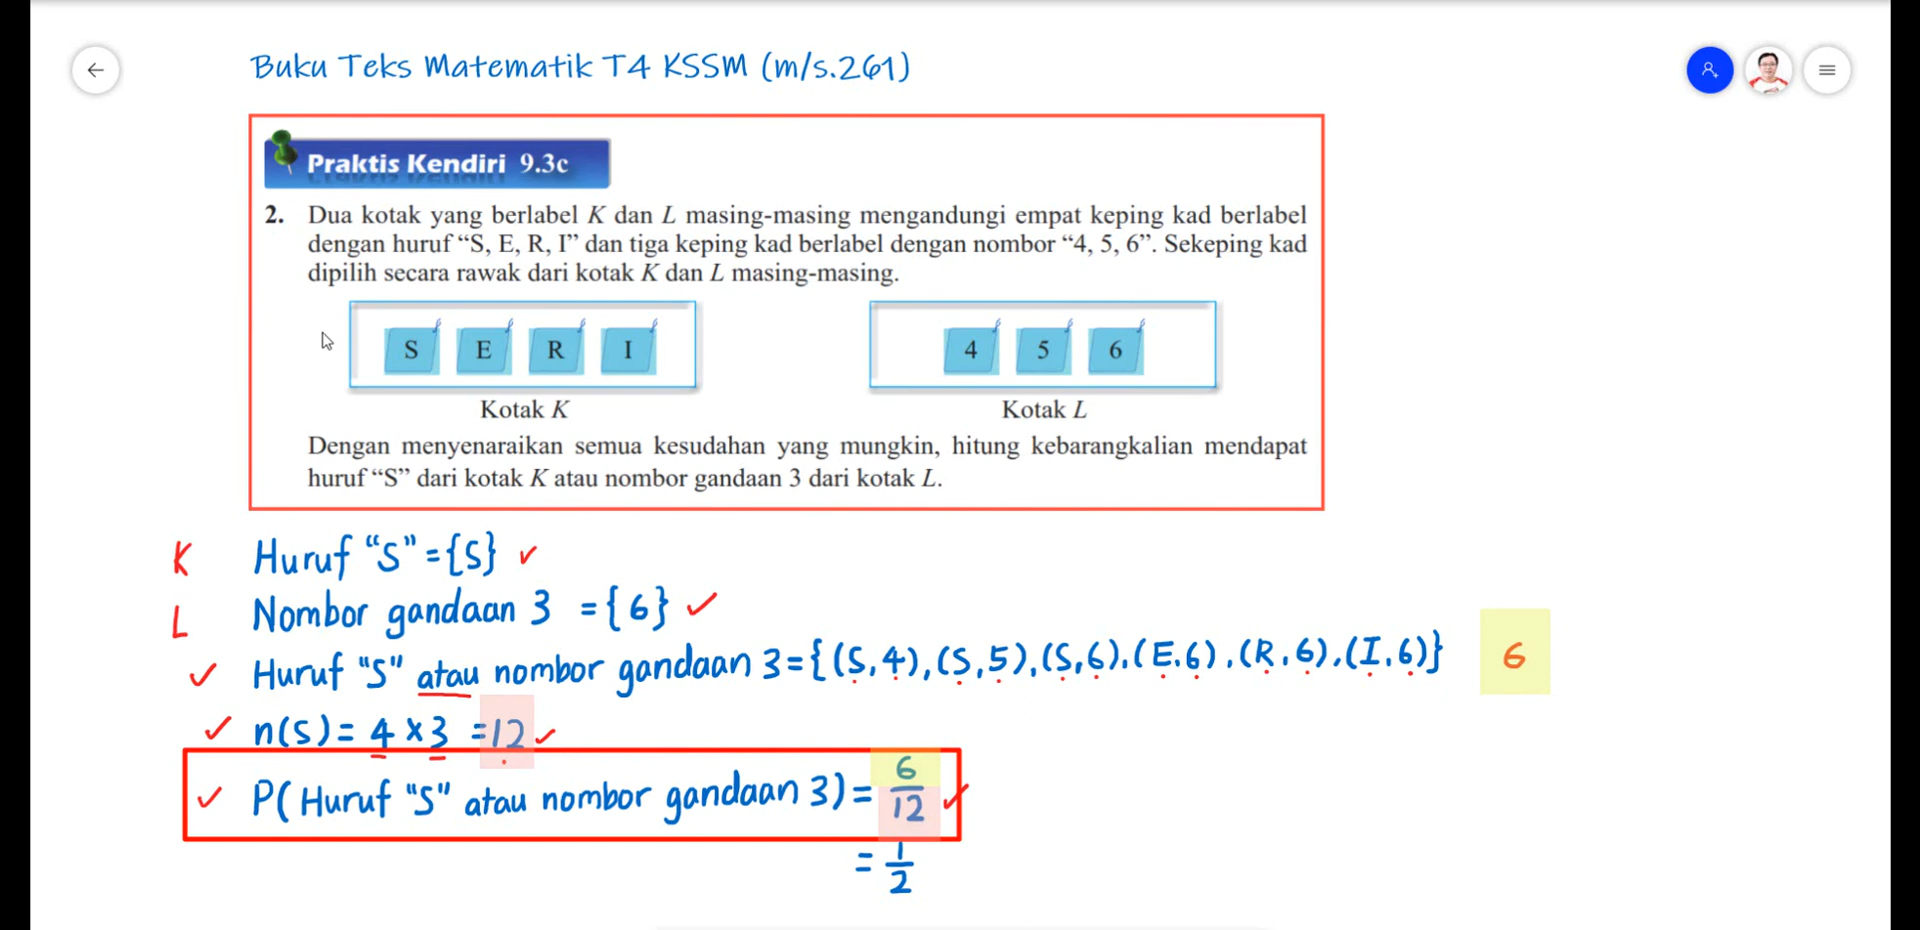 Buku Teks Matematik T4 KSSM (m/s.261)
Praktis Kendiri 9.3c
2. Dua kotak yang berlabel K dan L masing-masing mengandungi empat keping kad berlabel
dengan huruf “S, E, R, I” dan tiga keping kad berlabel dengan nombor “4, 5, 6”. Sekeping kad
dipilih secara rawak dari kotak K dan L masing-masing.
S E R I 4 5 6
Kotak K Kotak L
Dengan menyenaraikan semua kesudahan yang mungkin, hitung kebarangkalian mendapat
huruf “S” dari kotak K atau nombor gandaan 3 dari kotak L.
K Huruf “S” = {S} ✓
L Nombor gandaan 3 = {6} ✓
✓ Huruf "S" atau nombor gandaan 3 = {(S,4),(S,5),(S,6),(E.6),(R,6),(I,6)} 6
✓ n(S) = 4 × 3 = 12 ✓
✓ P(Huruf "S" atau nombor gandaan 3) = 6/12 ✓
= 1/2